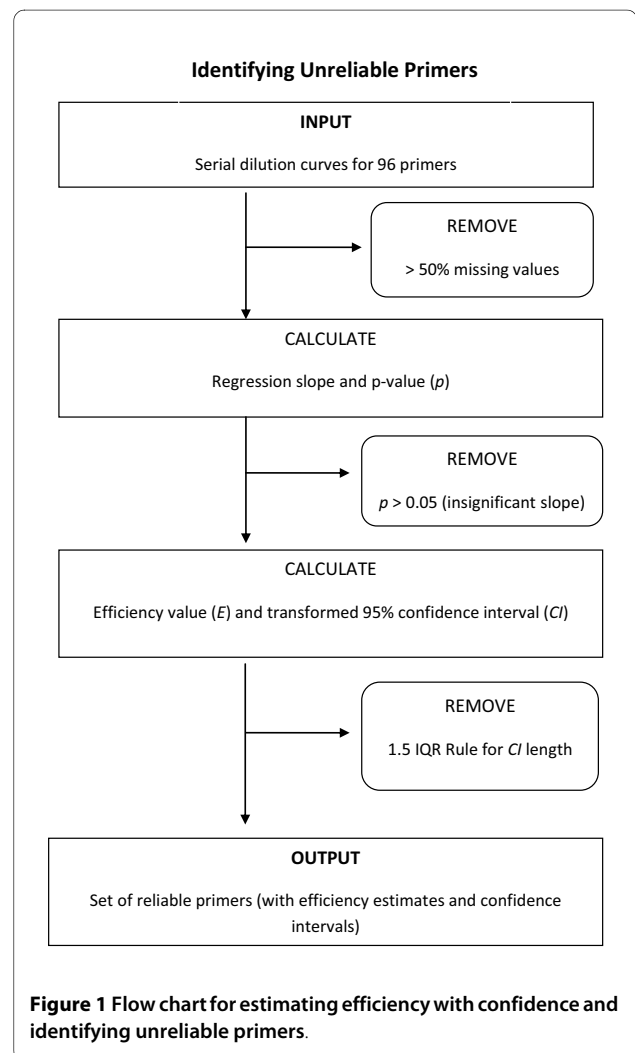 Identifying Unreliable Primers
INPUT
Serial dilution curves for 96 primers
REMOVE
> 50% missing values
CALCULATE
Regression slope and p-value (p)
REMOVE
p > 0.05 (insignificant slope)
CALCULATE
Efficiency value (E) and transformed 95% confidence interval (CI)
REMOVE
1.5 IQR Rule for CI length
OUTPUT
Set of reliable primers (with efficiency estimates and confidence
intervals)
Figure 1 Flow chart for estimating efficiency with confidence and
identifying unreliable primers.